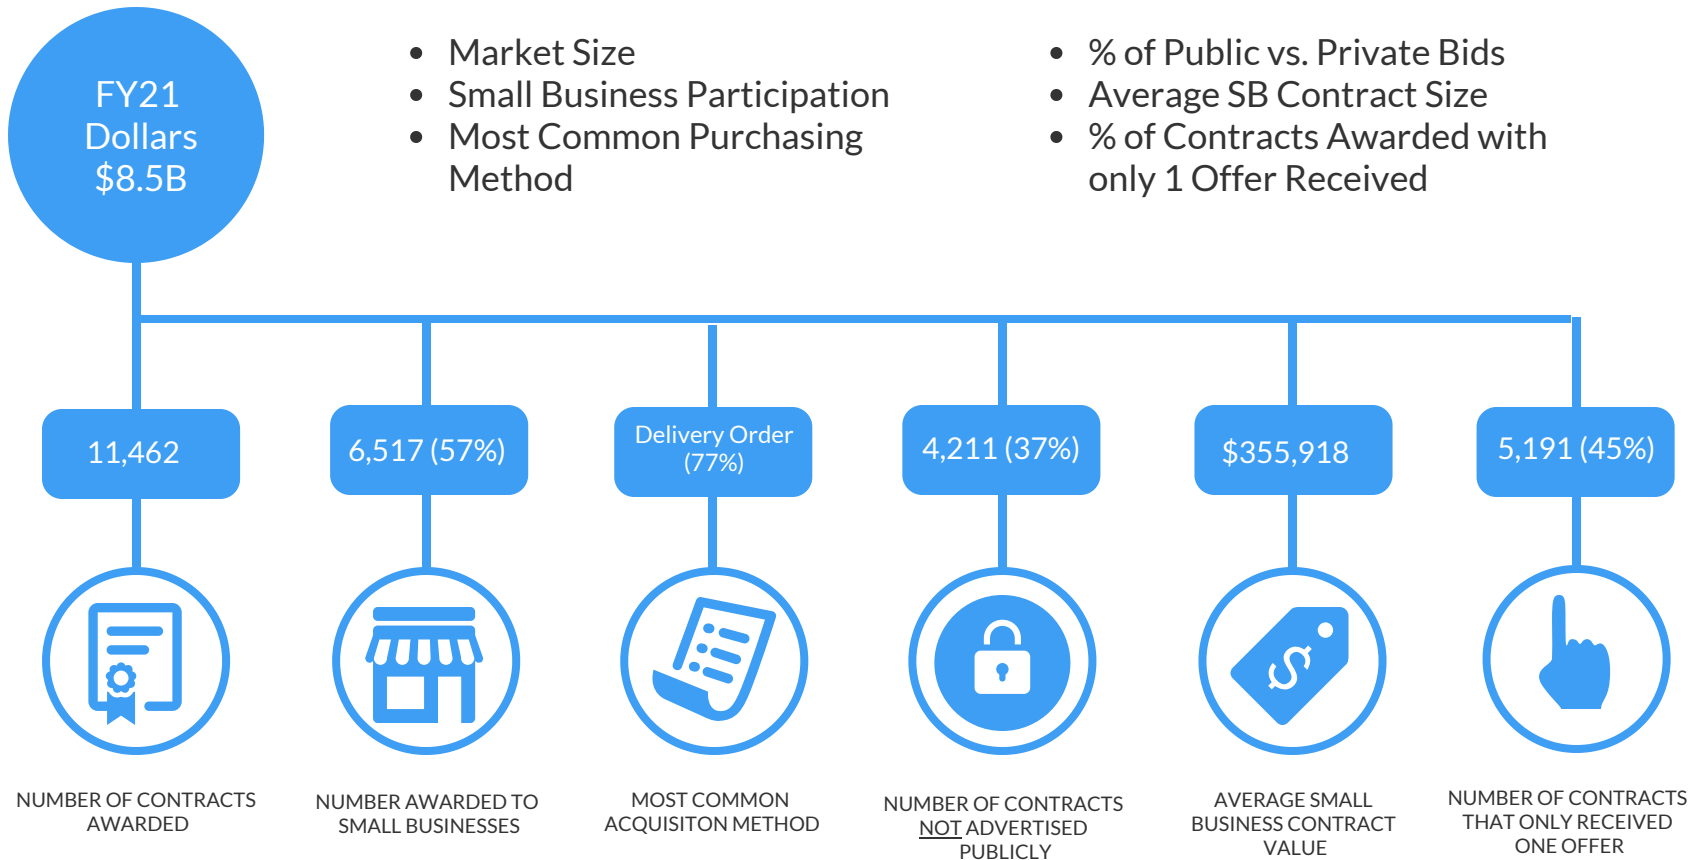 FY21
Dollars
$8.5B
• Market Size
• Small Business Participation
• Most Common Purchasing
Method
• % of Public vs. Private Bids
• Average SB Contract Size
• % of Contracts Awarded with
only 1 Offer Received
11,462
6,517 (57%)
Delivery Order
(77%)
4,211 (37%)
$355,918
5,191 (45%)
$
NUMBER OF CONTRACTS
AWARDED
NUMBER AWARDED TO
SMALL BUSINESSES
MOST COMMON
ACQUISITON METHOD
NUMBER OF CONTRACTS
NOT ADVERTISED
PUBLICLY
AVERAGE SMALL
BUSINESS CONTRACT
VALUE
NUMBER OF CONTRACTS
THAT ONLY RECEIVED
ONE OFFER